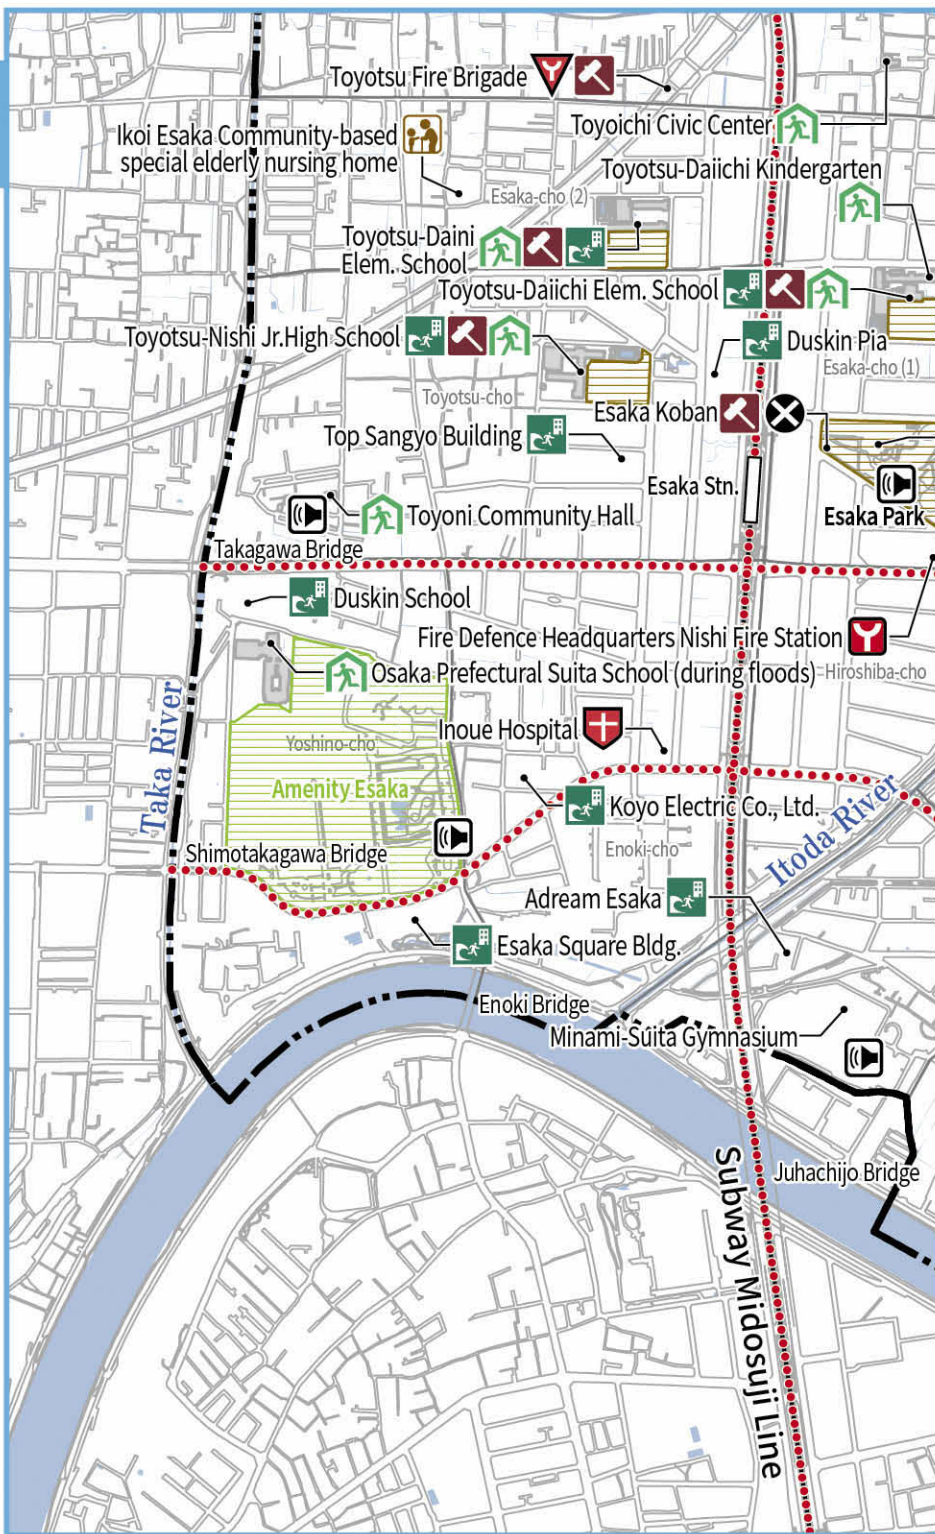 Toyotsu Fire Brigade
Toyoichi Civic Center
Ikoi Esaka Community-based
special elderly nursing home
Toyotsu-Daiichi Kindergarten
Esaka-cho (2)
Toyotsu-Daini
Elem. School
Toyotsu-Daiichi Elem. School
Toyotsu-Nishi Jr.High School
Duskin Pia
Esaka-cho (1)
Toyotsu-cho
Esaka Koban
Top Sangyo Building
Esaka Stn.
Esaka Park
Toyoni Community Hall
Takagawa Bridge
Duskin School
Fire Defence Headquarters Nishi Fire Station
Osaka Prefectural Suita School (during floods)
Hiroshiba-cho
Taka River
Inoue Hospital
Yoshino-cho
Amenity Esaka
Koyo Electric Co., Ltd.
Itoda River
Shimotakagawa Bridge
Enoki-cho
Adream Esaka
Esaka Square Bldg.
Enoki Bridge
Minami-Suita Gymnasium
Juhachijo Bridge
Subway Midosuji Line